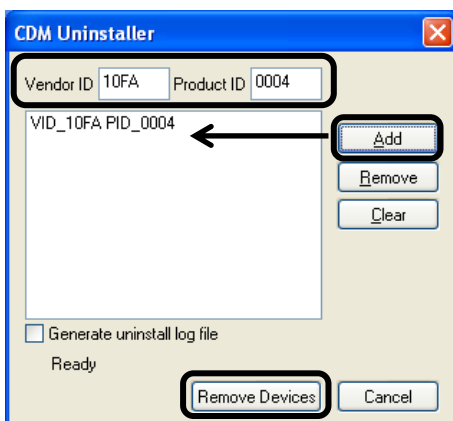 CDM Uninstaller
Vendor ID 10FA Product ID 0004
VID_10FA PID_0004
Add
Remove
Clear
Generate uninstall log file
Ready
Remove Devices Cancel